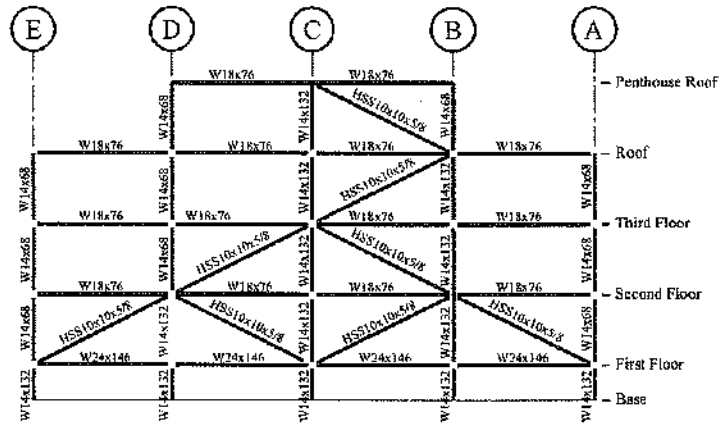 E D C B A
W18x76 W18x76
Penthouse Roof
W14x68 W14x132 HSS10x10x5/8 W14x68
W18x76 W18x76 W18x76 W18x76
Roof
W14x68 W14x68 W14x132 HSS10x10x5/8 W14x132 W14x68
W18x76 W18x76 W18x76 W18x76
Third Floor
W14x68 W14x68 HSS10x10x5/8 W14x132 HSS10x10x5/8 W14x132 W14x68
W18x76 W18x76 W18x76 W18x76
Second Floor
W14x68 HSS10x10x5/8 W14x132 HSS10x10x5/8 W14x132 HSS10x10x5/8 W14x132 HSS10x10x5/8 W14x68
W24x146 W24x146 W24x146 W24x146
First Floor
W14x132 W14x132 W14x132 W14x132 W14x132
Base